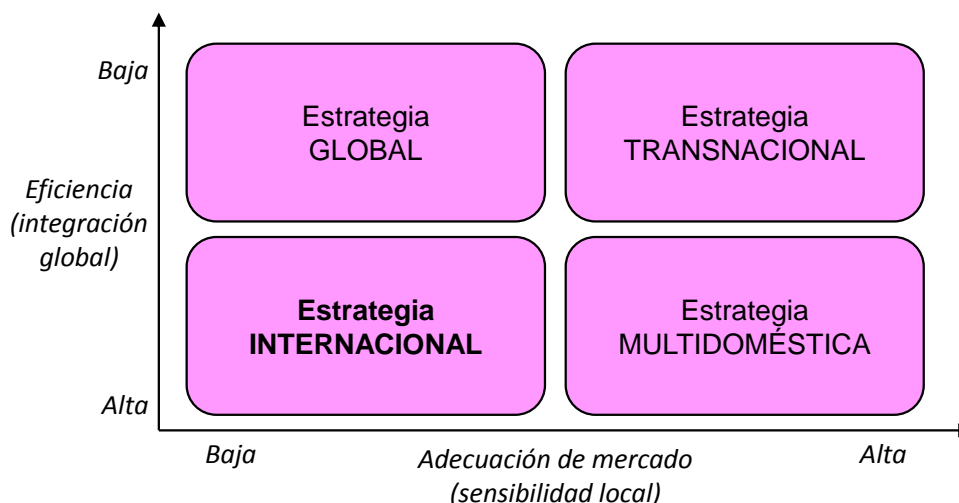 Baja
Estrategia
GLOBAL
Estrategia
TRANSNACIONAL
Eficiencia
(integración
global)
Estrategia
INTERNACIONAL
Estrategia
MULTIDOMÉSTICA
Alta
Baja
Adecuación de mercado
(sensibilidad local)
Alta